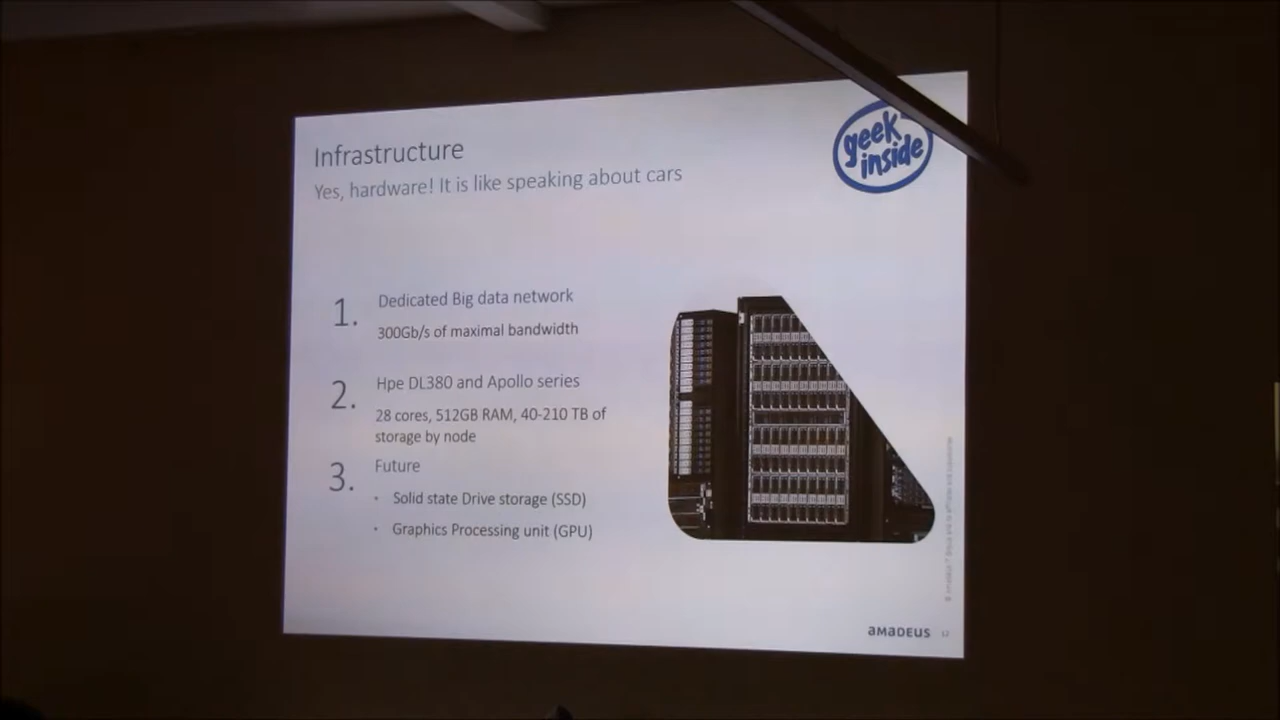 Infrastructure
Yes, hardware! It is like speaking about cars
geek
inside
1.
Dedicated Big data network
300Gb/s of maximal bandwidth
2.
Hpe DL380 and Apollo series
28 cores, 512GB RAM, 40-210 TB of
storage by node
3.
Future
• Solid state Drive storage (SSD)
• Graphics Processing unit (GPU)
amadeus
12